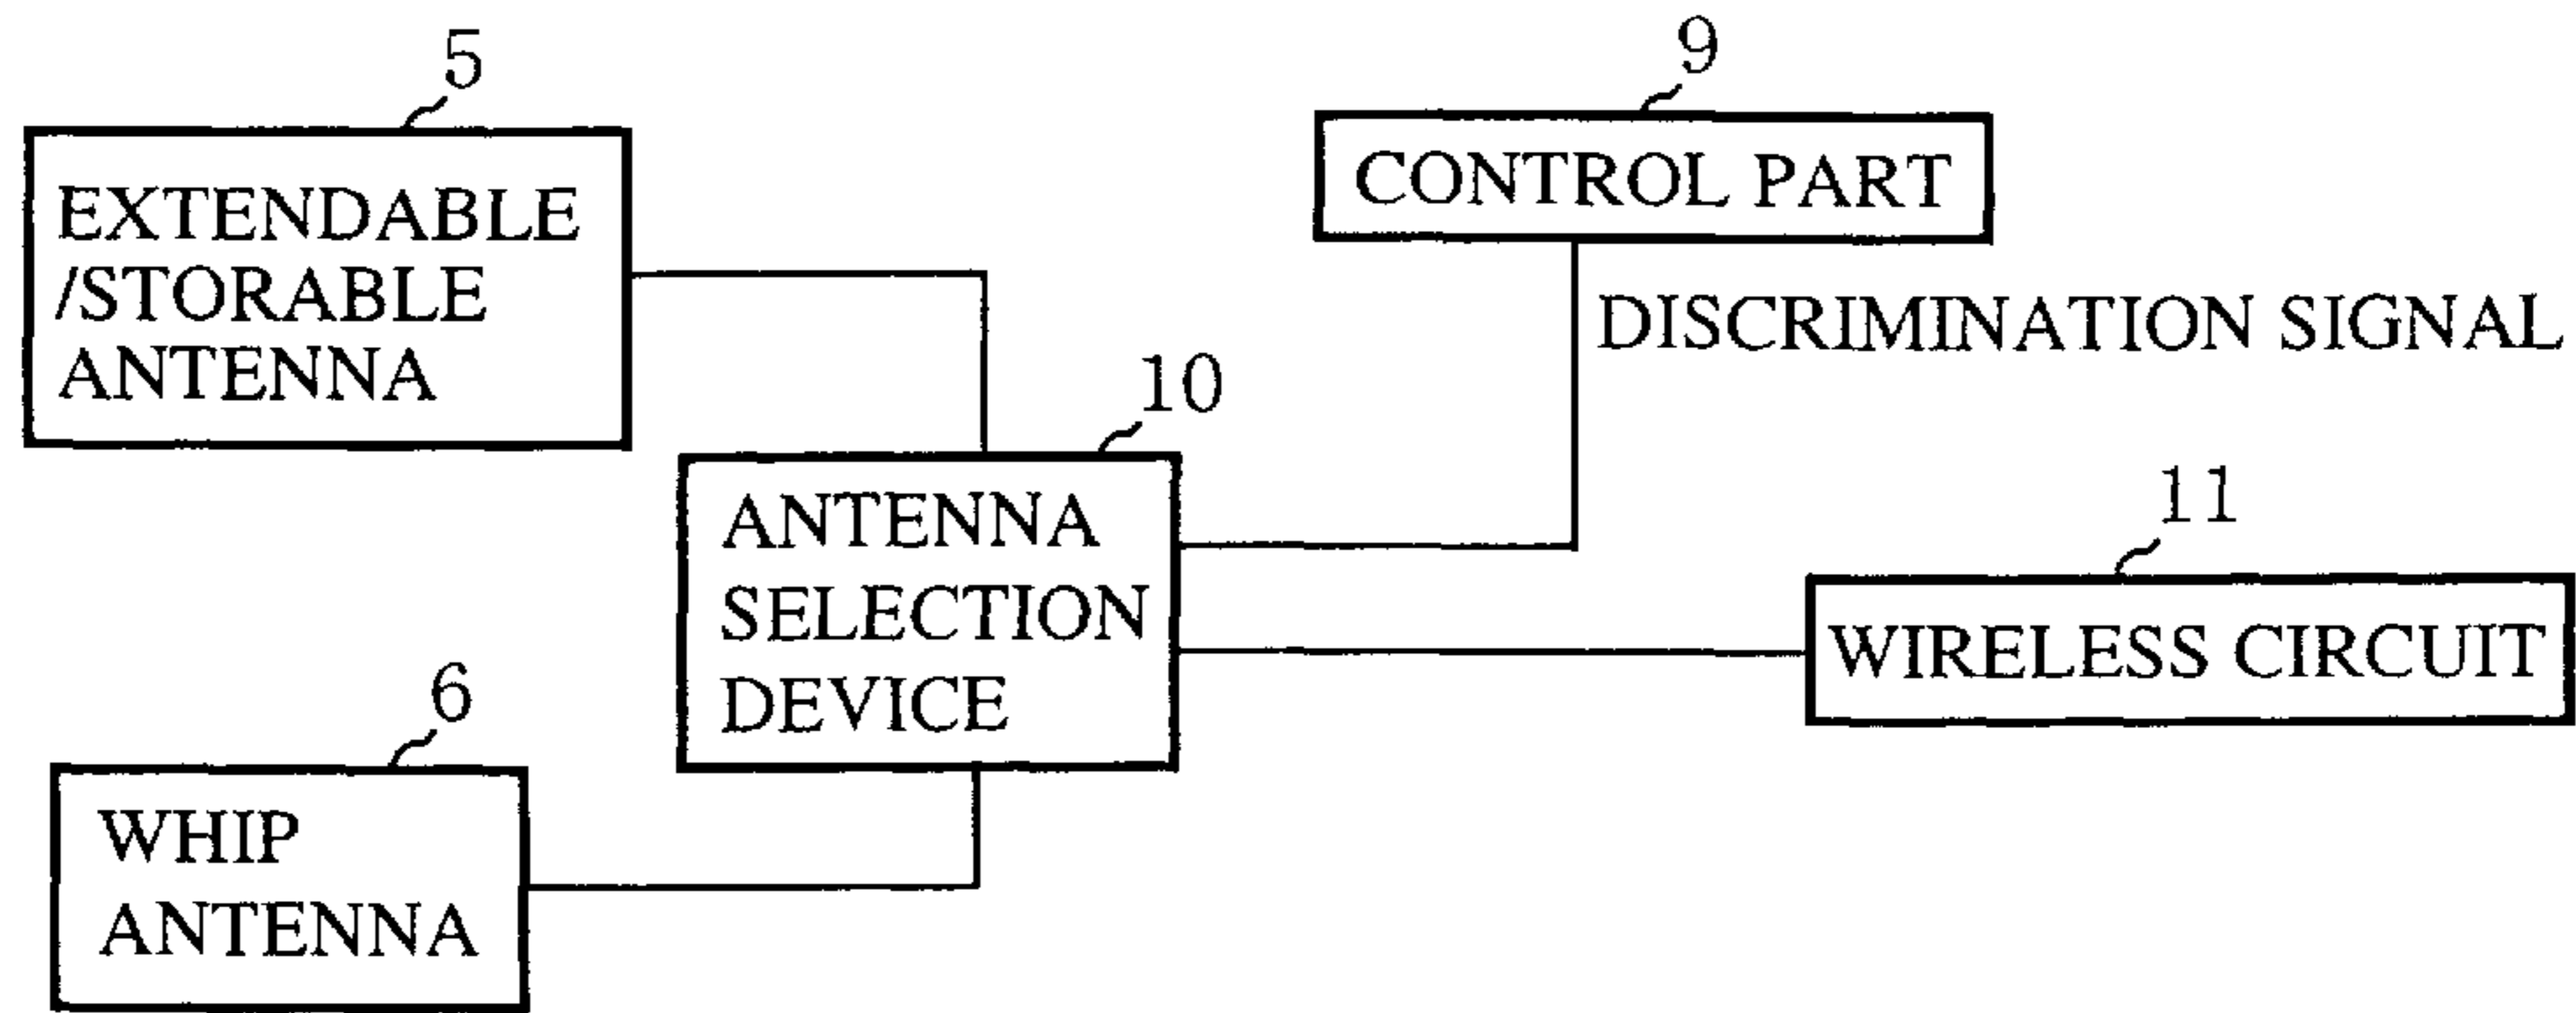 5
EXTENDABLE
/STORABLE
ANTENNA
9
CONTROL PART
DISCRIMINATION SIGNAL
10
ANTENNA
SELECTION
DEVICE
11
WIRELESS CIRCUIT
6
WHIP
ANTENNA